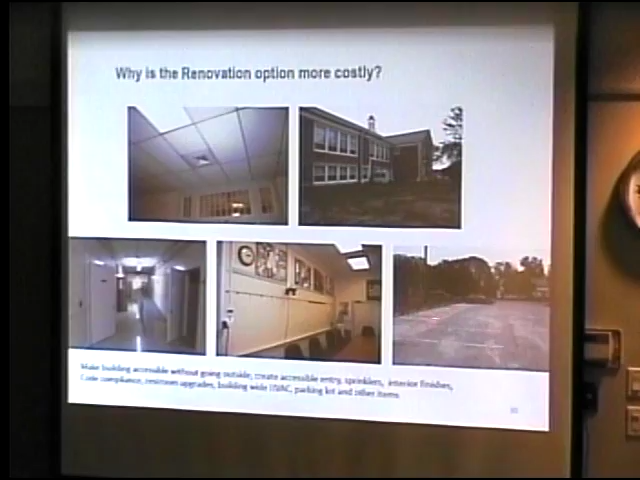 Why is the Renovation option more costly?
Make building accessible without going outside, create accessible entry, sprinklers, interior finishes,
Code compliance, restroom upgrades, building wide HVAC, parking lot and other items